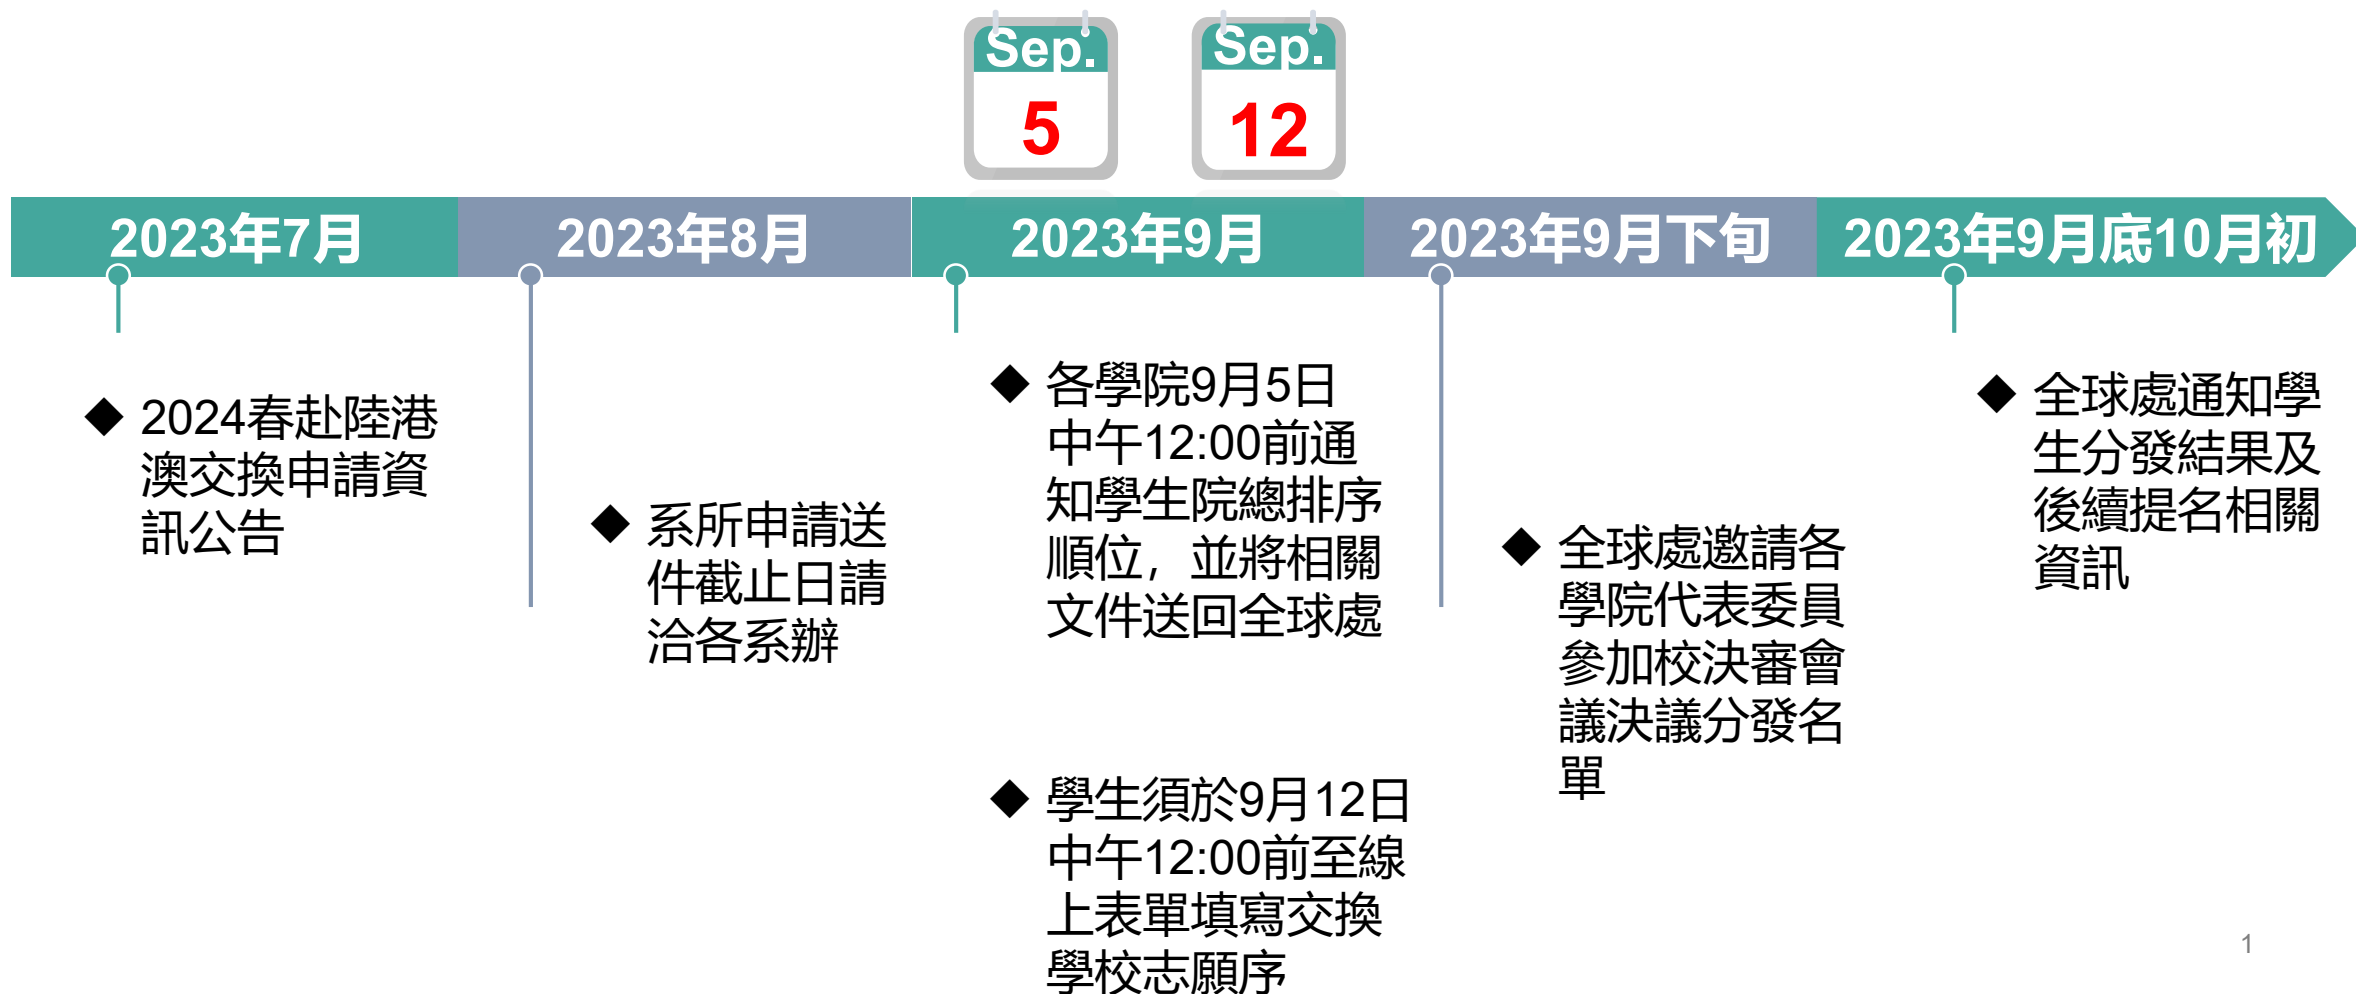 Sep.
5
Sep.
12
2023年7月
2023年8月
2023年9月
2023年9月下旬
2023年9月底10月初
◆ 2024春赴陸港
澳交換申請資
訊公告
◆ 系所申請送
件截止日請
洽各系辦
◆ 各學院9月5日
中午12:00前通
知學生院總排序
順位，並將相關
文件送回全球處
◆ 學生須於9月12日
中午12:00前至線
上表單填寫交換
學校志願序
◆ 全球處邀請各
學院代表委員
參加校決審會
議決議分發名
單
◆ 全球處通知學
生分發結果及
後續提名相關
資訊
1